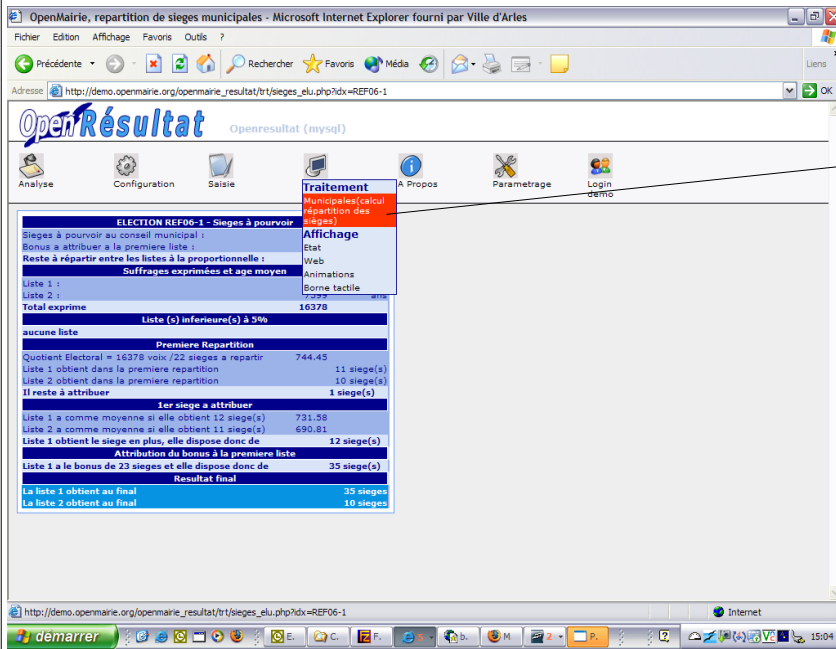 OpenMairie, repartition de sieges municipales - Microsoft Internet Explorer fourni par Ville d'Arles
Fichier Edition Affichage Favoris Outils ?
Précédente Rechercher Favoris Média Liens
Adresse http://demo.openmairie.org/openmairie_resultat/trt/sieges_elu.php?idx=REF06-1 OK
OpenRésultat Openresultat (mysql)
Analyse Configuration Saisie A Propos Parametrage Login demo
Traitement
Municipales(calcul
répartition des
sièges)
Affichage
Etat
Web
Animations
Borne tactile
ELECTION REF06-1 - Sieges à pourvoir
Sieges à pourvoir au conseil municipal :
Bonus a attribuer a la premiere liste :
Reste à répartir entre les listes à la proportionnelle :
Suffrages exprimées et age moyen
Liste 1 :
Liste 2 : 7599 ans
Total exprime 16378
Liste (s) inferieure(s) à 5%
aucune liste
Premiere Repartition
Quotient Electoral = 16378 voix /22 sieges a repartir 744.45
Liste 1 obtient dans la premiere repartition 11 siege(s)
Liste 2 obtient dans la premiere repartition 10 siege(s)
Il reste à attribuer 1 siege(s)
1er siege a attribuer
Liste 1 a comme moyenne si elle obtient 12 siege(s) 731.58
Liste 2 a comme moyenne si elle obtient 11 siege(s) 690.81
Liste 1 obtient le siege en plus, elle dispose donc de 12 siege(s)
Attribution du bonus à la premiere liste
Liste 1 a le bonus de 23 sieges et elle dispose donc de 35 siege(s)
Resultat final
La liste 1 obtient au final 35 sieges
La liste 2 obtient au final 10 sieges
http://demo.openmairie.org/openmairie_resultat/trt/sieges_elu.php?idx=REF06-1 Internet
démarrer E. C. F. 5 b. M 2 P. 15:04